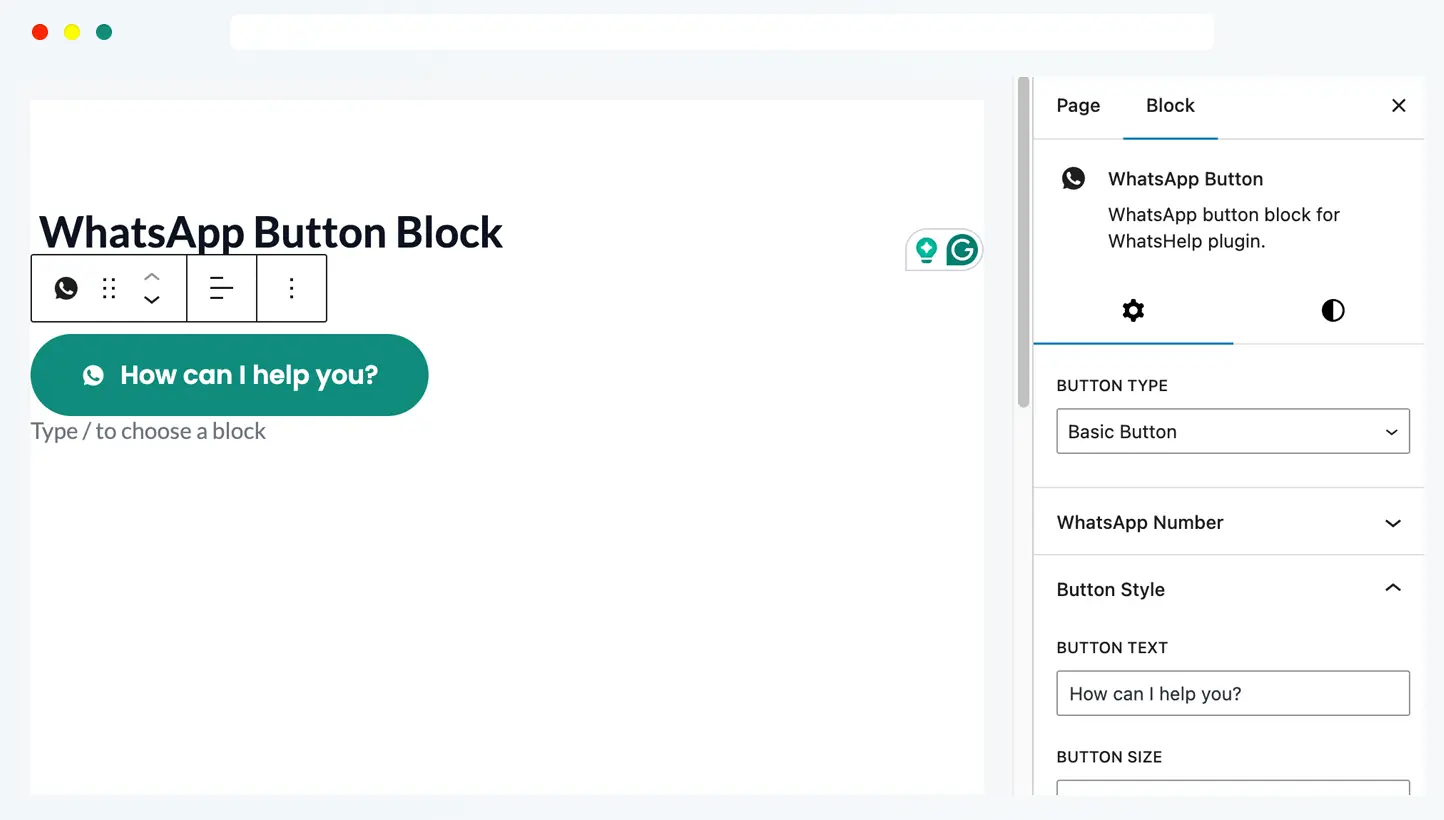 WhatsApp Button Block
How can I help you?
Type / to choose a block
Page
Block
WhatsApp Button
WhatsApp button block for
WhatsHelp plugin.
BUTTON TYPE
Basic Button
WhatsApp Number
Button Style
BUTTON TEXT
How can I help you?
BUTTON SIZE